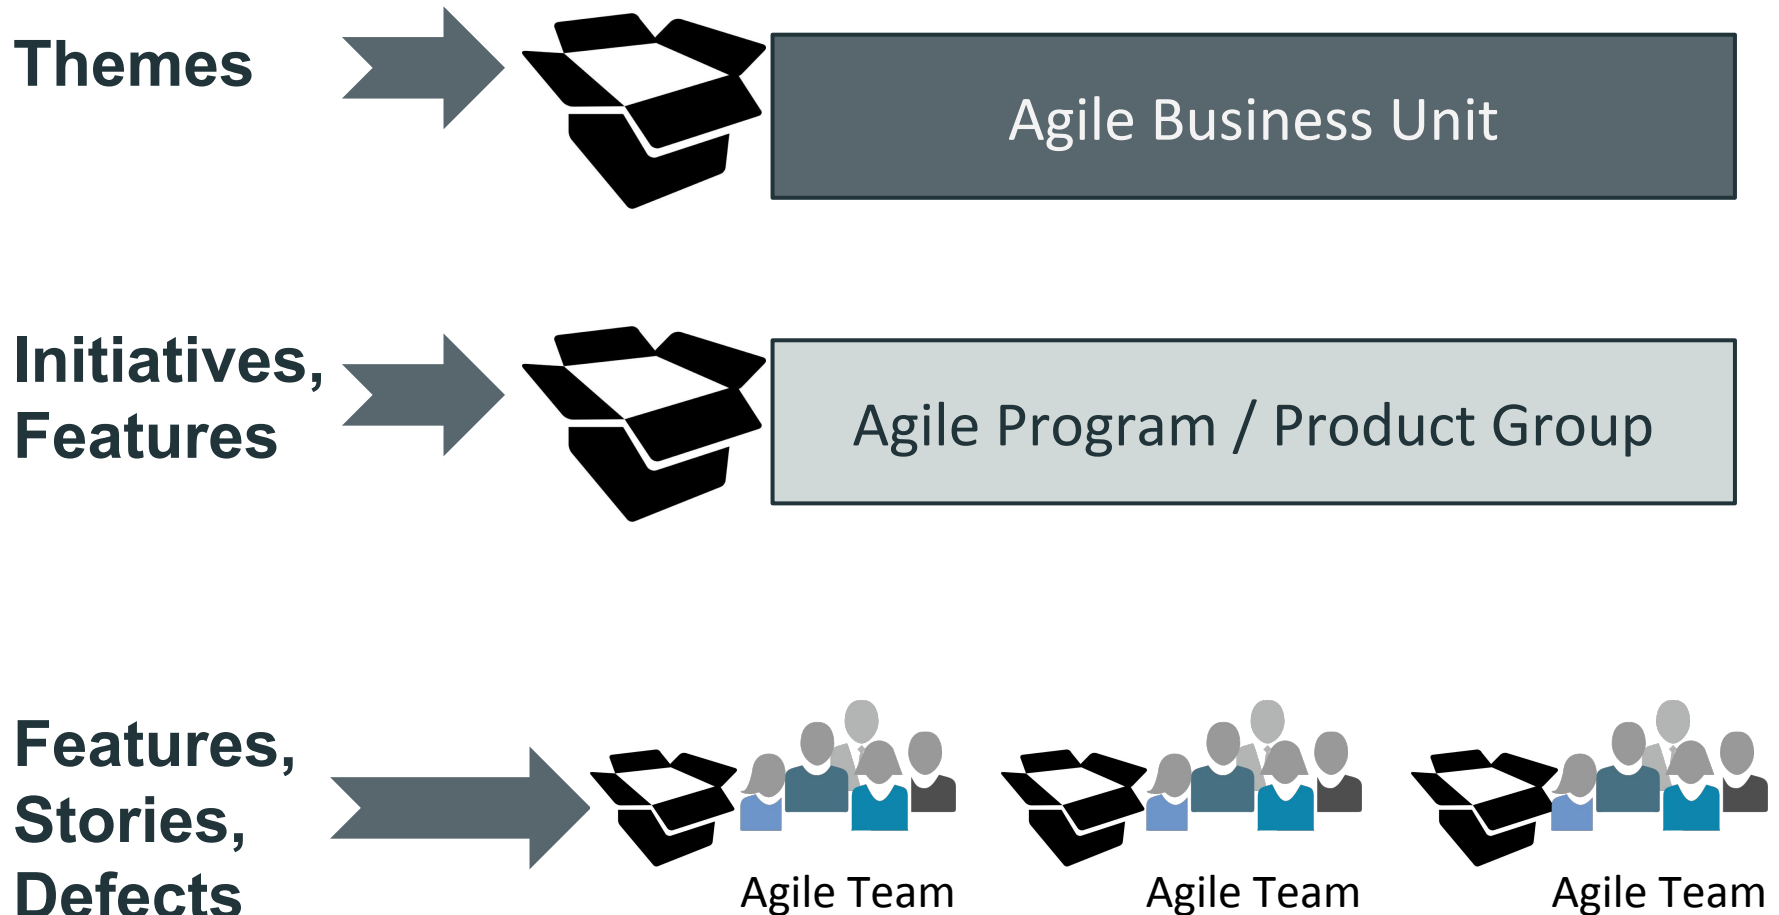 Themes
Agile Business Unit
Initiatives,
Features
Agile Program / Product Group
Features,
Stories,
Defects
Agile Team
Agile Team
Agile Team